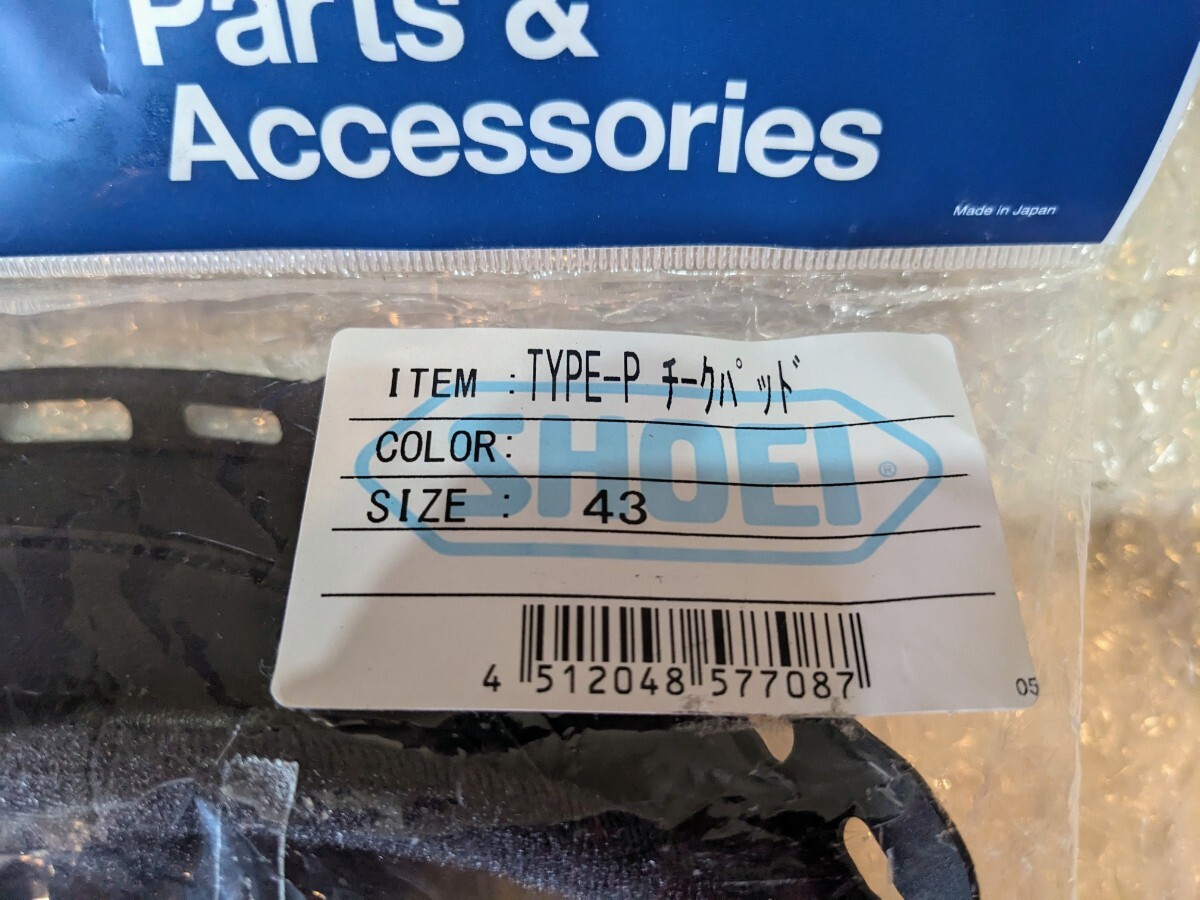 Parts &
Accessories
Made in Japan
ITEM : TYPE-P チークパッド
COLOR:
SHOEI ®
SIZE : 43
4 512048 577087
05